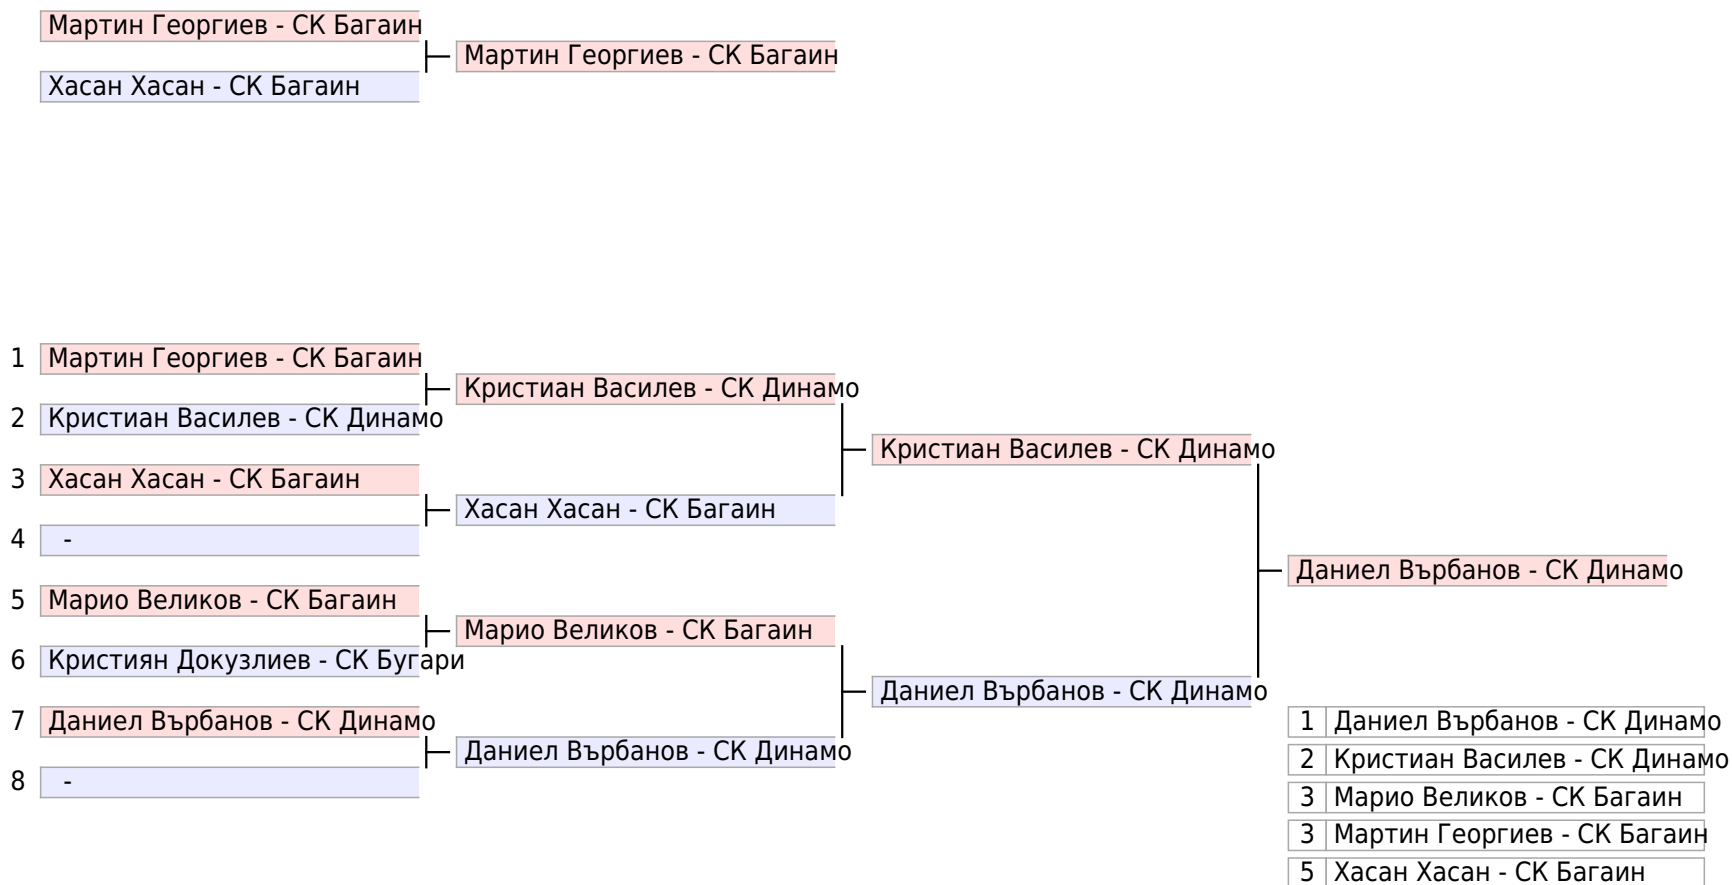 Мартин Георгиев - СК Багаин
Мартин Георгиев - СК Багаин
Хасан Хасан - СК Багаин
1 Мартин Георгиев - СК Багаин
Кристиан Василев - СК Динамо
2 Кристиан Василев - СК Динамо
Кристиан Василев - СК Динамо
3 Хасан Хасан - СК Багаин
Хасан Хасан - СК Багаин
4 -
Даниел Върбанов - СК Динамо
5 Марио Великов - СК Багаин
Марио Великов - СК Багаин
6 Кристиян Докузлиев - СК Бугари
Даниел Върбанов - СК Динамо
7 Даниел Върбанов - СК Динамо
Даниел Върбанов - СК Динамо
8 -
1 Даниел Върбанов - СК Динамо
2 Кристиан Василев - СК Динамо
3 Марио Великов - СК Багаин
3 Мартин Георгиев - СК Багаин
5 Хасан Хасан - СК Багаин